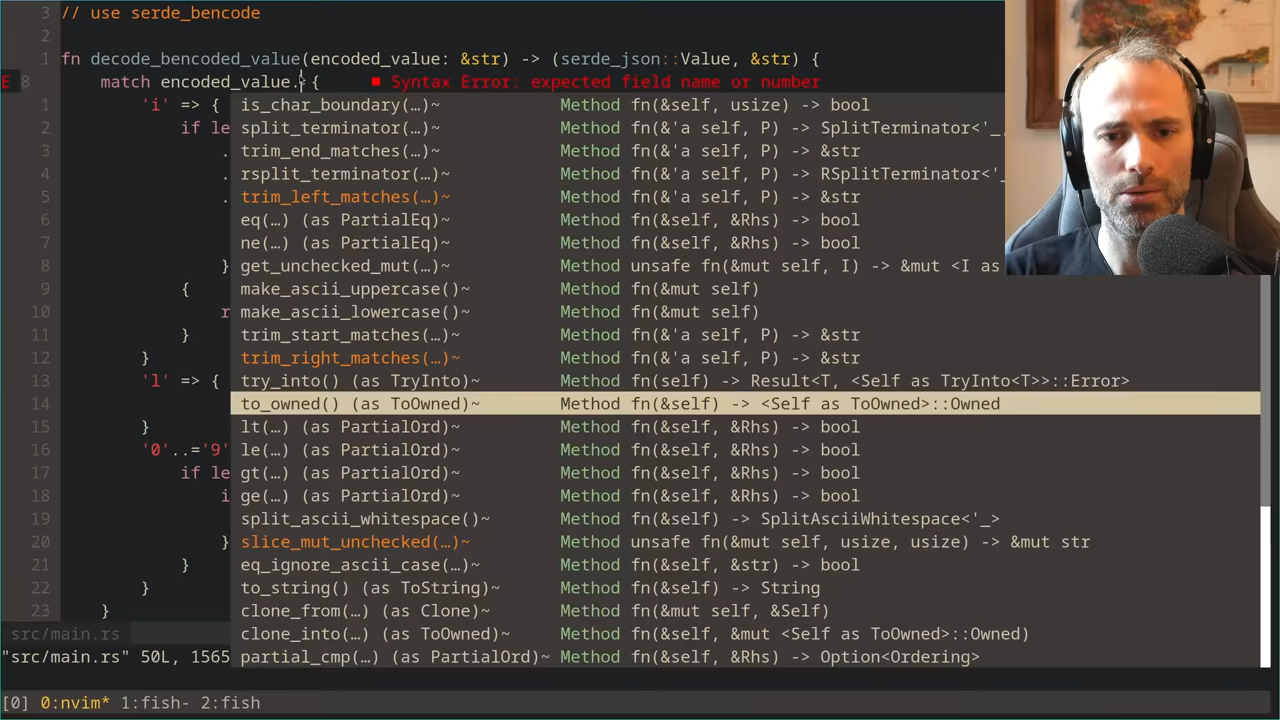 3 // use serde_bencode
2
1 fn decode_bencoded_value(encoded_value: &str) -> (serde_json::Value, &str) {
E 8 match encoded_value. { ■ Syntax Error: expected field name or number
1 'i' => { is_char_boundary(…)~ Method fn(&self, usize) -> bool
2 if le split_terminator(…)~ Method fn(&'a self, P) -> SplitTerminator<'_,
3 . trim_end_matches(…)~ Method fn(&'a self, P) -> &str
4 . rsplit_terminator(…)~ Method fn(&'a self, P) -> RSplitTerminator<'_
5 . trim_left_matches(…)~ Method fn(&'a self, P) -> &str
6 eq(…) (as PartialEq)~ Method fn(&self, &Rhs) -> bool
7 ne(…) (as PartialEq)~ Method fn(&self, &Rhs) -> bool
8 } get_unchecked_mut(…)~ Method unsafe fn(&mut self, I) -> &mut <I as
9 { make_ascii_uppercase()~ Method fn(&mut self)
10 r make_ascii_lowercase()~ Method fn(&mut self)
11 } trim_start_matches(…)~ Method fn(&'a self, P) -> &str
12 } trim_right_matches(…)~ Method fn(&'a self, P) -> &str
13 'l' => { try_into() (as TryInto)~ Method fn(self) -> Result<T, <Self as TryInto<T>>::Error>
14 to_owned() (as ToOwned)~ Method fn(&self) -> <Self as ToOwned>::Owned
15 } lt(…) (as PartialOrd)~ Method fn(&self, &Rhs) -> bool
16 '0'..='9' le(…) (as PartialOrd)~ Method fn(&self, &Rhs) -> bool
17 if le gt(…) (as PartialOrd)~ Method fn(&self, &Rhs) -> bool
18 i ge(…) (as PartialOrd)~ Method fn(&self, &Rhs) -> bool
19 split_ascii_whitespace()~ Method fn(&self) -> SplitAsciiWhitespace<'_>
20 } slice_mut_unchecked(…)~ Method unsafe fn(&mut self, usize, usize) -> &mut str
21 } eq_ignore_ascii_case(…)~ Method fn(&self, &str) -> bool
22 } to_string() (as ToString)~ Method fn(&self) -> String
23 } clone_from(…) (as Clone)~ Method fn(&mut self, &Self)
src/main.rs clone_into(…) (as ToOwned)~ Method fn(&self, &mut <Self as ToOwned>::Owned)
"src/main.rs" 50L, 1565 partial_cmp(…) (as PartialOrd)~ Method fn(&self, &Rhs) -> Option<Ordering>
[0] 0:nvim* 1:fish- 2:fish